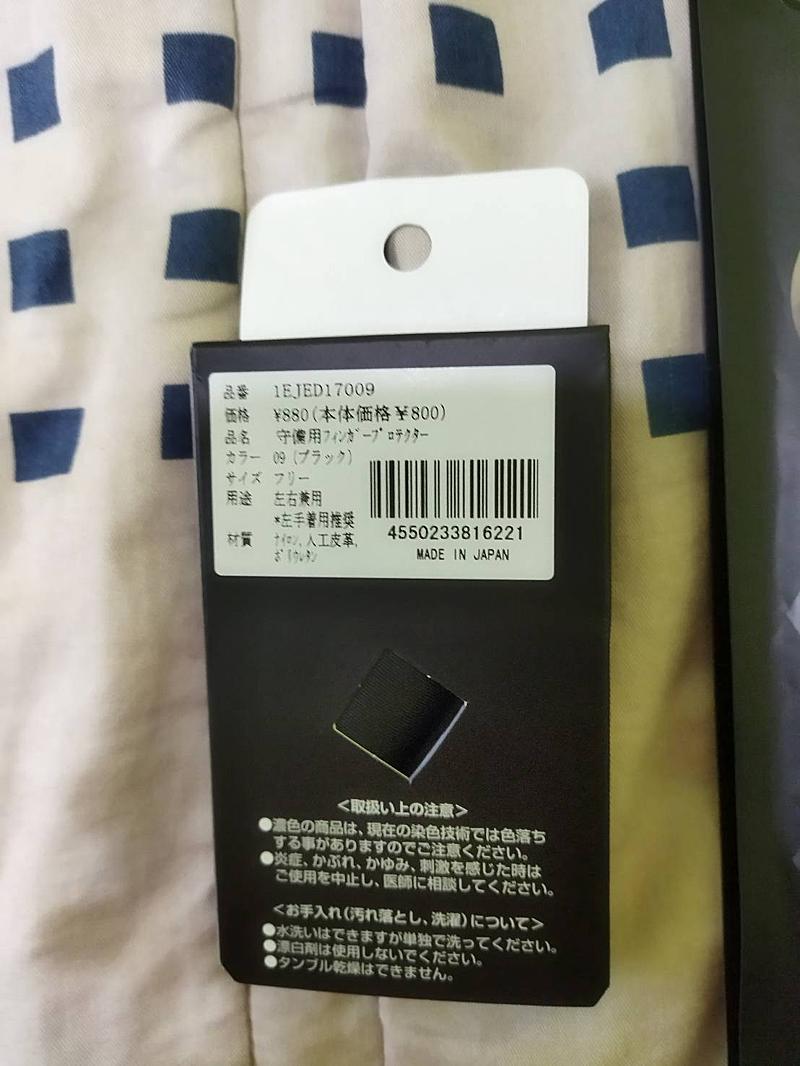 品番 1EJED17009
価格 ¥880(本体価格¥800)
品名 守備用フィンガープロテクター
カラー 09 (ブラック)
サイズ フリー
用途 左右兼用
*左手着用推奨
材質 ナイロン、人工皮革、
ポリウレタン
4550233816221
MADE IN JAPAN
<取扱い上の注意>
●濃色の商品は、現在の染色技術では色落ち
する事がありますのでご注意ください。
●炎症、かぶれ、かゆみ、刺激を感じた時は
ご使用を中止し、医師に相談してください。
<お手入れ(汚れ落とし、洗濯)について>
●水洗いはできますが単独で洗ってください。
●漂白剤は使用しないでください。
●タンブル乾燥はできません。